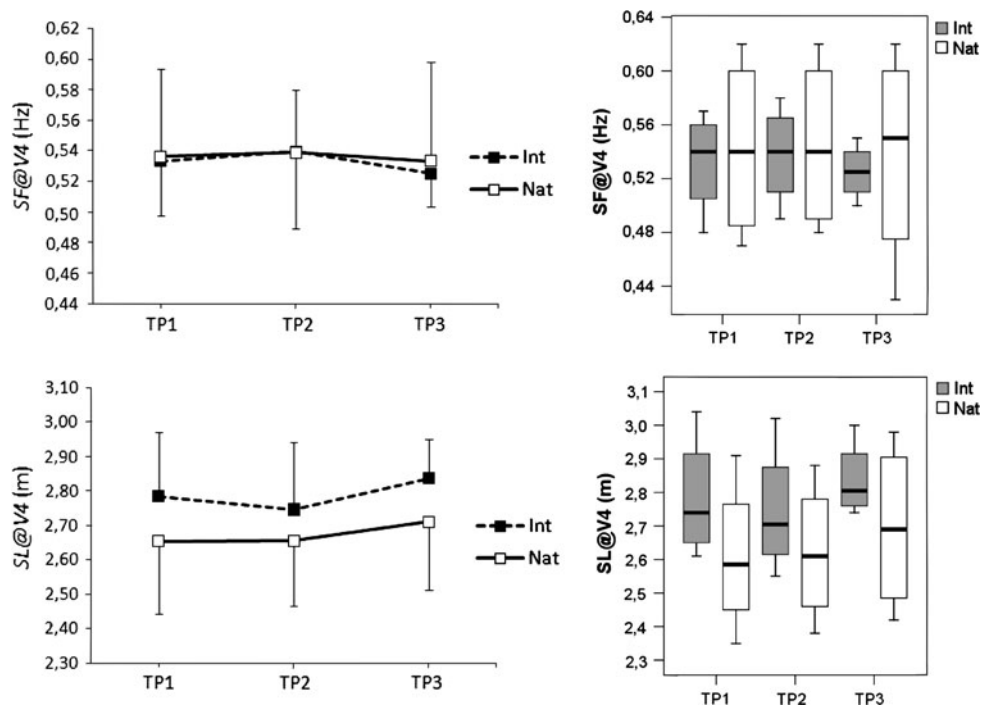 0,62
0,60
0,58
0,56
0,54
0,52
0,50
0,48
0,46
0,44
SF@V4 (Hz)
TP1 TP2 TP3
Int
Nat
0,64
0,60
0,56
0,52
0,48
0,44
SF@V4 (Hz)
TP1 TP2 TP3
Int
Nat
3,10
3,00
2,90
2,80
2,70
2,60
2,50
2,40
2,30
SL@V4 (m)
TP1 TP2 TP3
Int
Nat
3,1
3,0
2,9
2,8
2,7
2,6
2,5
2,4
2,3
SL@V4 (m)
TP1 TP2 TP3
Int
Nat